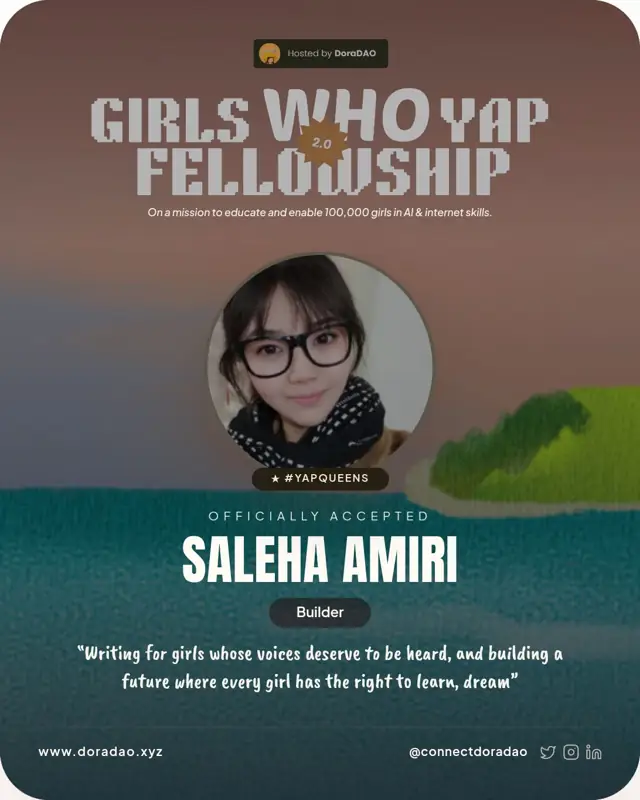 Hosted by DoraDAO
GIRLS WHO YAP
2.0
FELLOWSHIP
On a mission to educate and enable 100,000 girls in AI & internet skills.
★ #YAPQUEENS
OFFICIALLY ACCEPTED
SALEHA AMIRI
Builder
“Writing for girls whose voices deserve to be heard, and building a
future where every girl has the right to learn, dream”
www.doradao.xyz
@connectdoradao